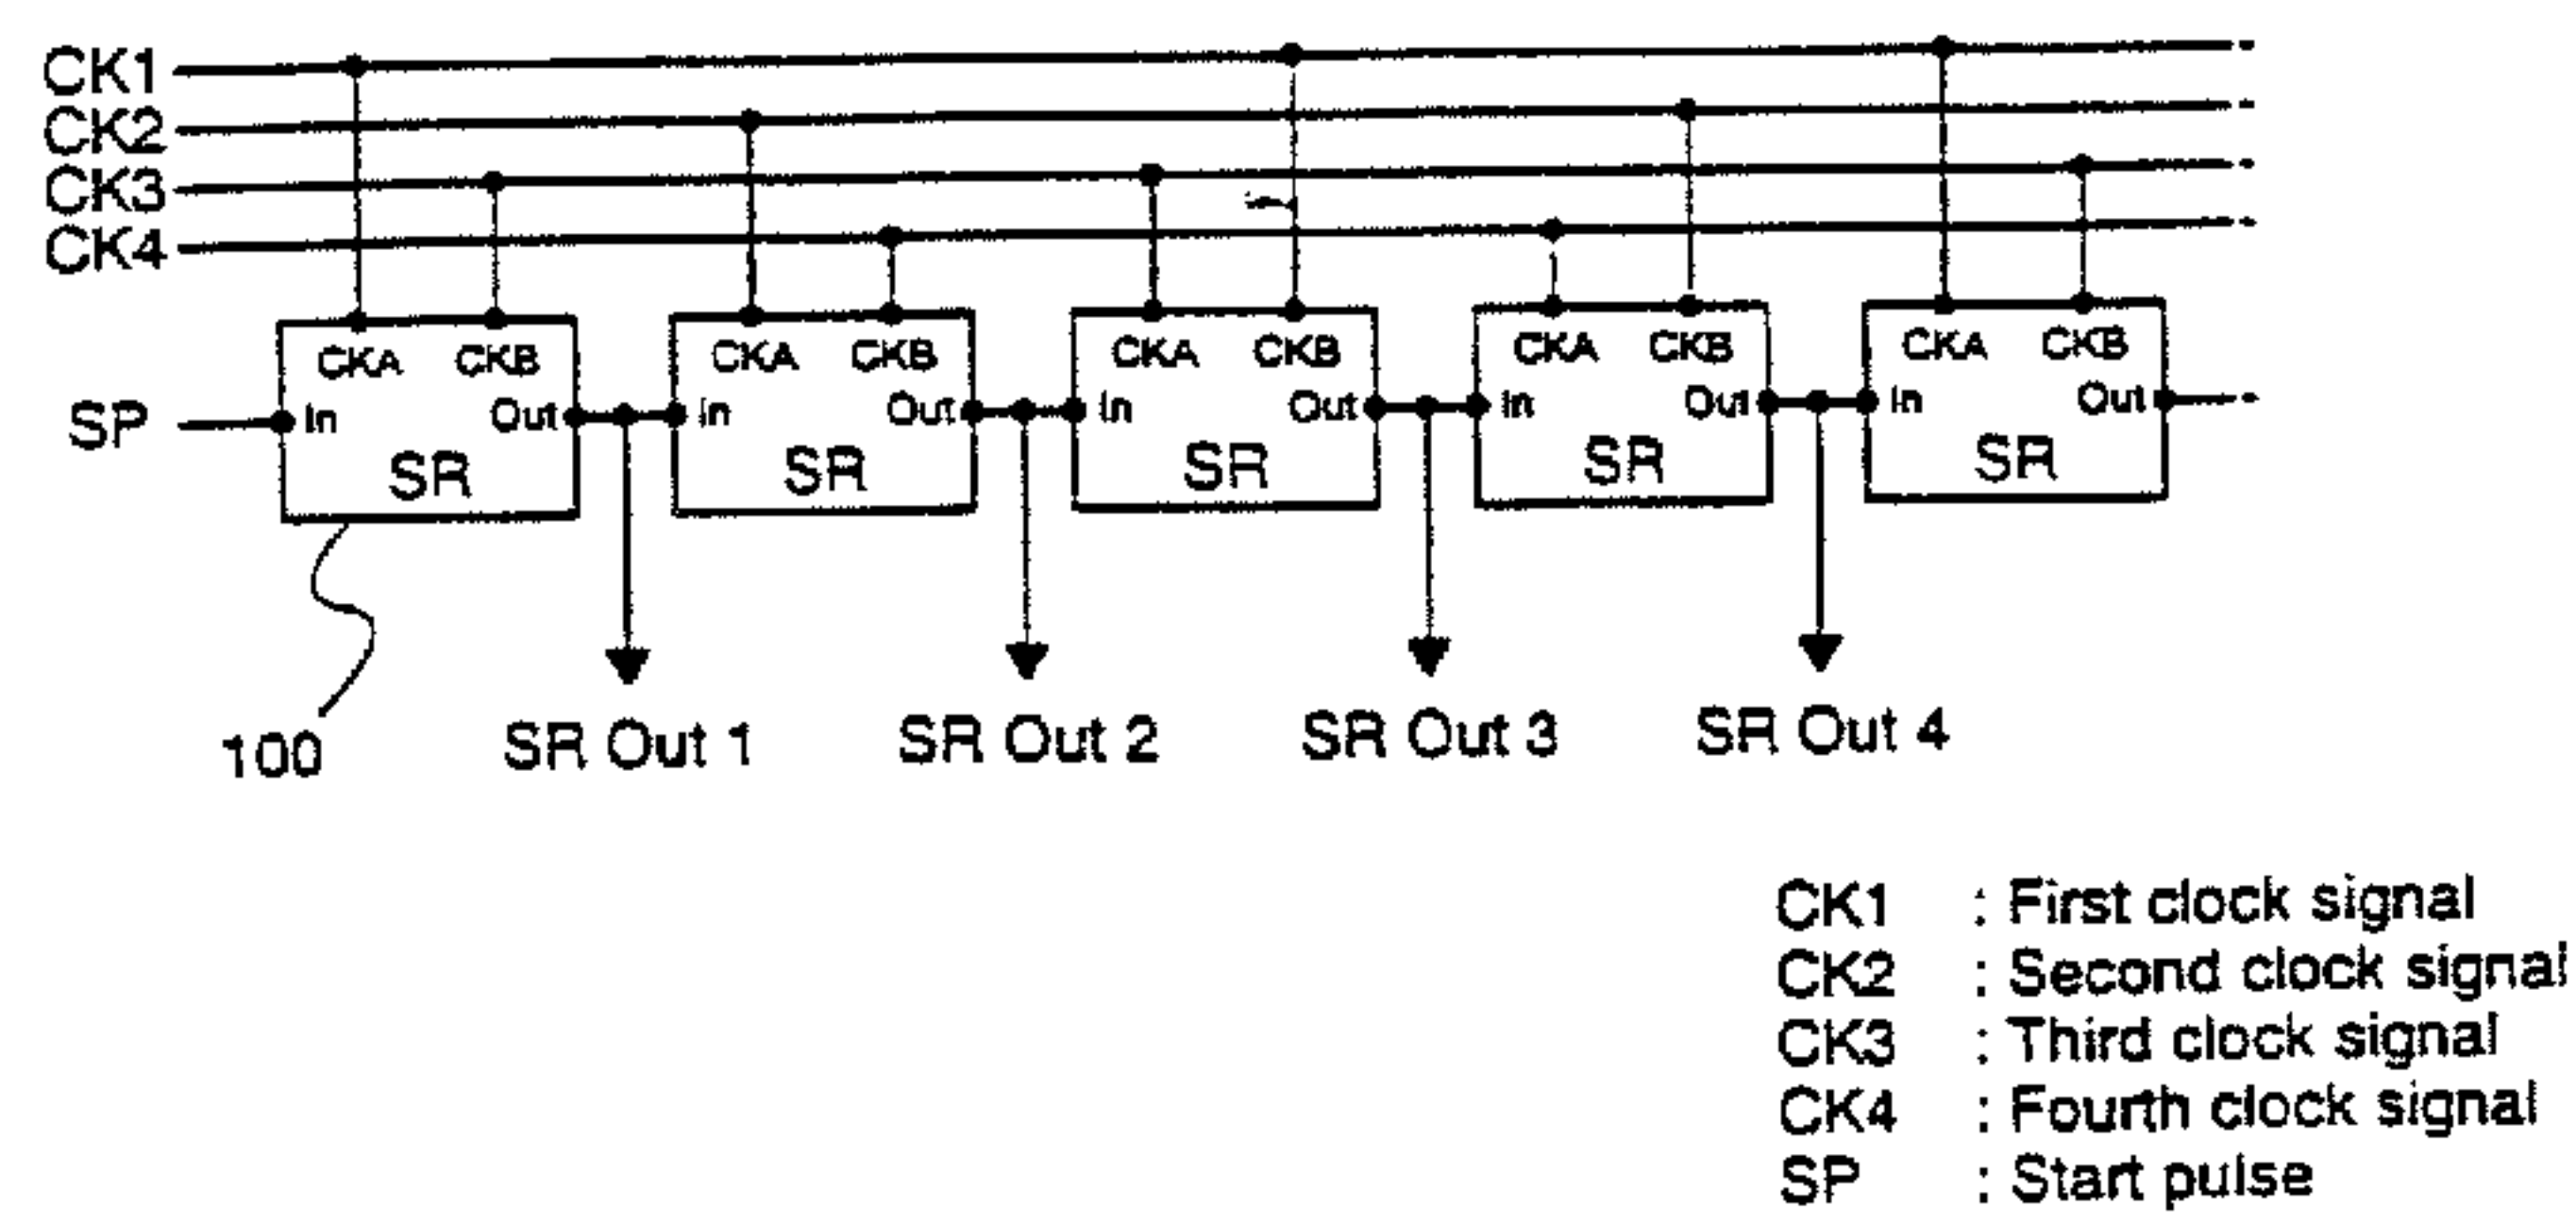 CK1
CK2
CK3
CK4
CKA CKB CKA CKB CKA CKB CKA CKB CKA CKB
SP In Out In Out In Out In Out In Out
SR SR SR SR SR
100 SR Out 1 SR Out 2 SR Out 3 SR Out 4
CK1 : First clock signal
CK2 : Second clock signal
CK3 : Third clock signal
CK4 : Fourth clock signal
SP : Start pulse